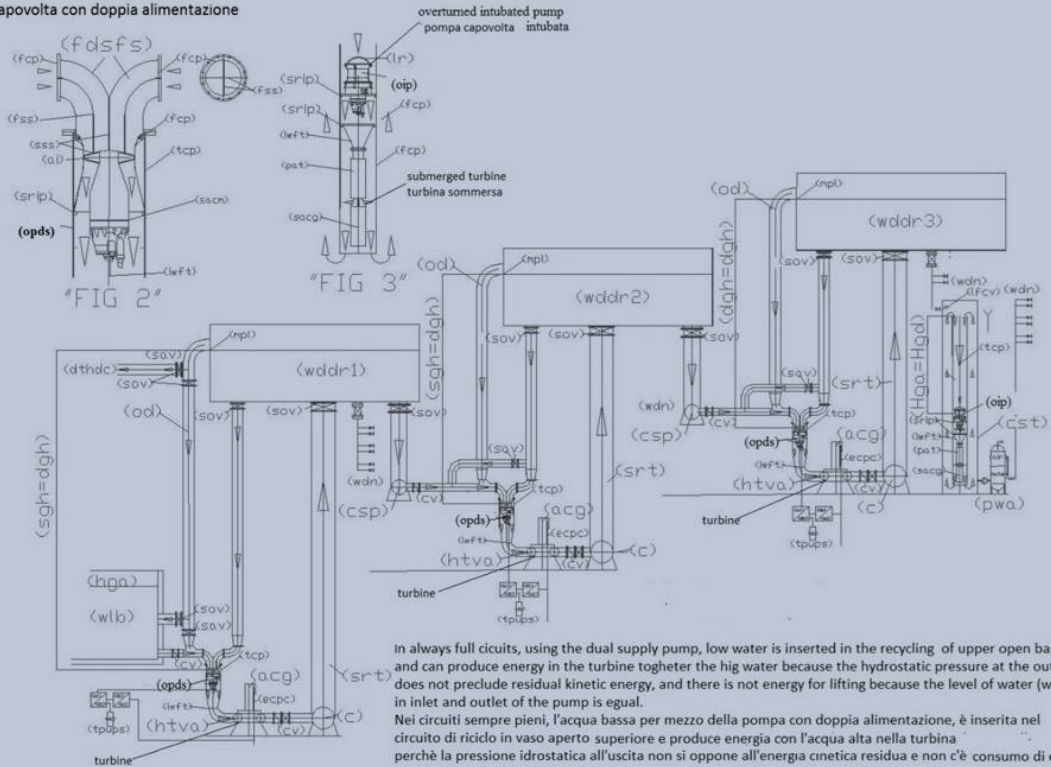 capovolta con doppia alimentazione
overturned intubated pump
pompa capovolta intubata
(fdsfs)
(fcp)
(fcp)
(fss)
(fss)
(fcp)
(sss)
(al)
(tcp)
(srip)
(sacn)
(opds)
(lwft)
"FIG 2"
(lr)
(oip)
(srip)
(srip)
(fcp)
(lwft)
(fcp)
(pat)
submerged turbine
turbina sommersa
(sacg)
"FIG 3"
(od)
(mpl)
(wddr3)
(sov)
(sov)
(wdn)
(lfcv)
(wdn)
Y
(tcp)
(dgh=dgh)
(Hga=Hgd)
(srt)
(sav)
(oip)
(srip)
(lwft)
(pat)
(sacg)
(cst)
(pwa)
(wdn)
(csp)
(cv)
(tcp)
(opds)
(acg)
(ecpc)
(lwft)
(htva)
(cv)
(c)
turbine
(tpups)
(od)
(mpl)
(wddr2)
(sov)
(sov)
(sov)
(sgh=dgh)
(sav)
(srt)
(wdn)
(csp)
(cv)
(tcp)
(opds)
(acg)
(ecpc)
(lwft)
(htva)
(cv)
(c)
turbine
(tpups)
(mpl)
(sav)
(dthdc)
(sov)
(wddr1)
(od)
(sov)
(sov)
(sov)
(sgh=dgh)
(hga)
(wlb)
(sav)
(sav)
(cv)
(tcp)
(opds)
(srt)
(acg)
(ecpc)
(lwft)
(htva)
(cv)
(c)
(tpups)
turbine
In always full cicuits, using the dual supply pump, low water is inserted in the recycling of upper open
and can produce energy in the turbine togheter the hig water because the hydrostatic pressure at the
does not preclude residual kinetic energy, and there is not energy for lifting because the level of water
in inlet and outlet of the pump is egual.
Nei circuiti sempre pieni, l'acqua bassa per mezzo della pompa con doppia alimentazione, è inserita nel
circuito di riciclo in vaso aperto superiore e produce energia con l'acqua alta nella turbina
perchè la pressione idrostatica all'uscita non si oppone all'energia cinetica residua e non c'è consumo di